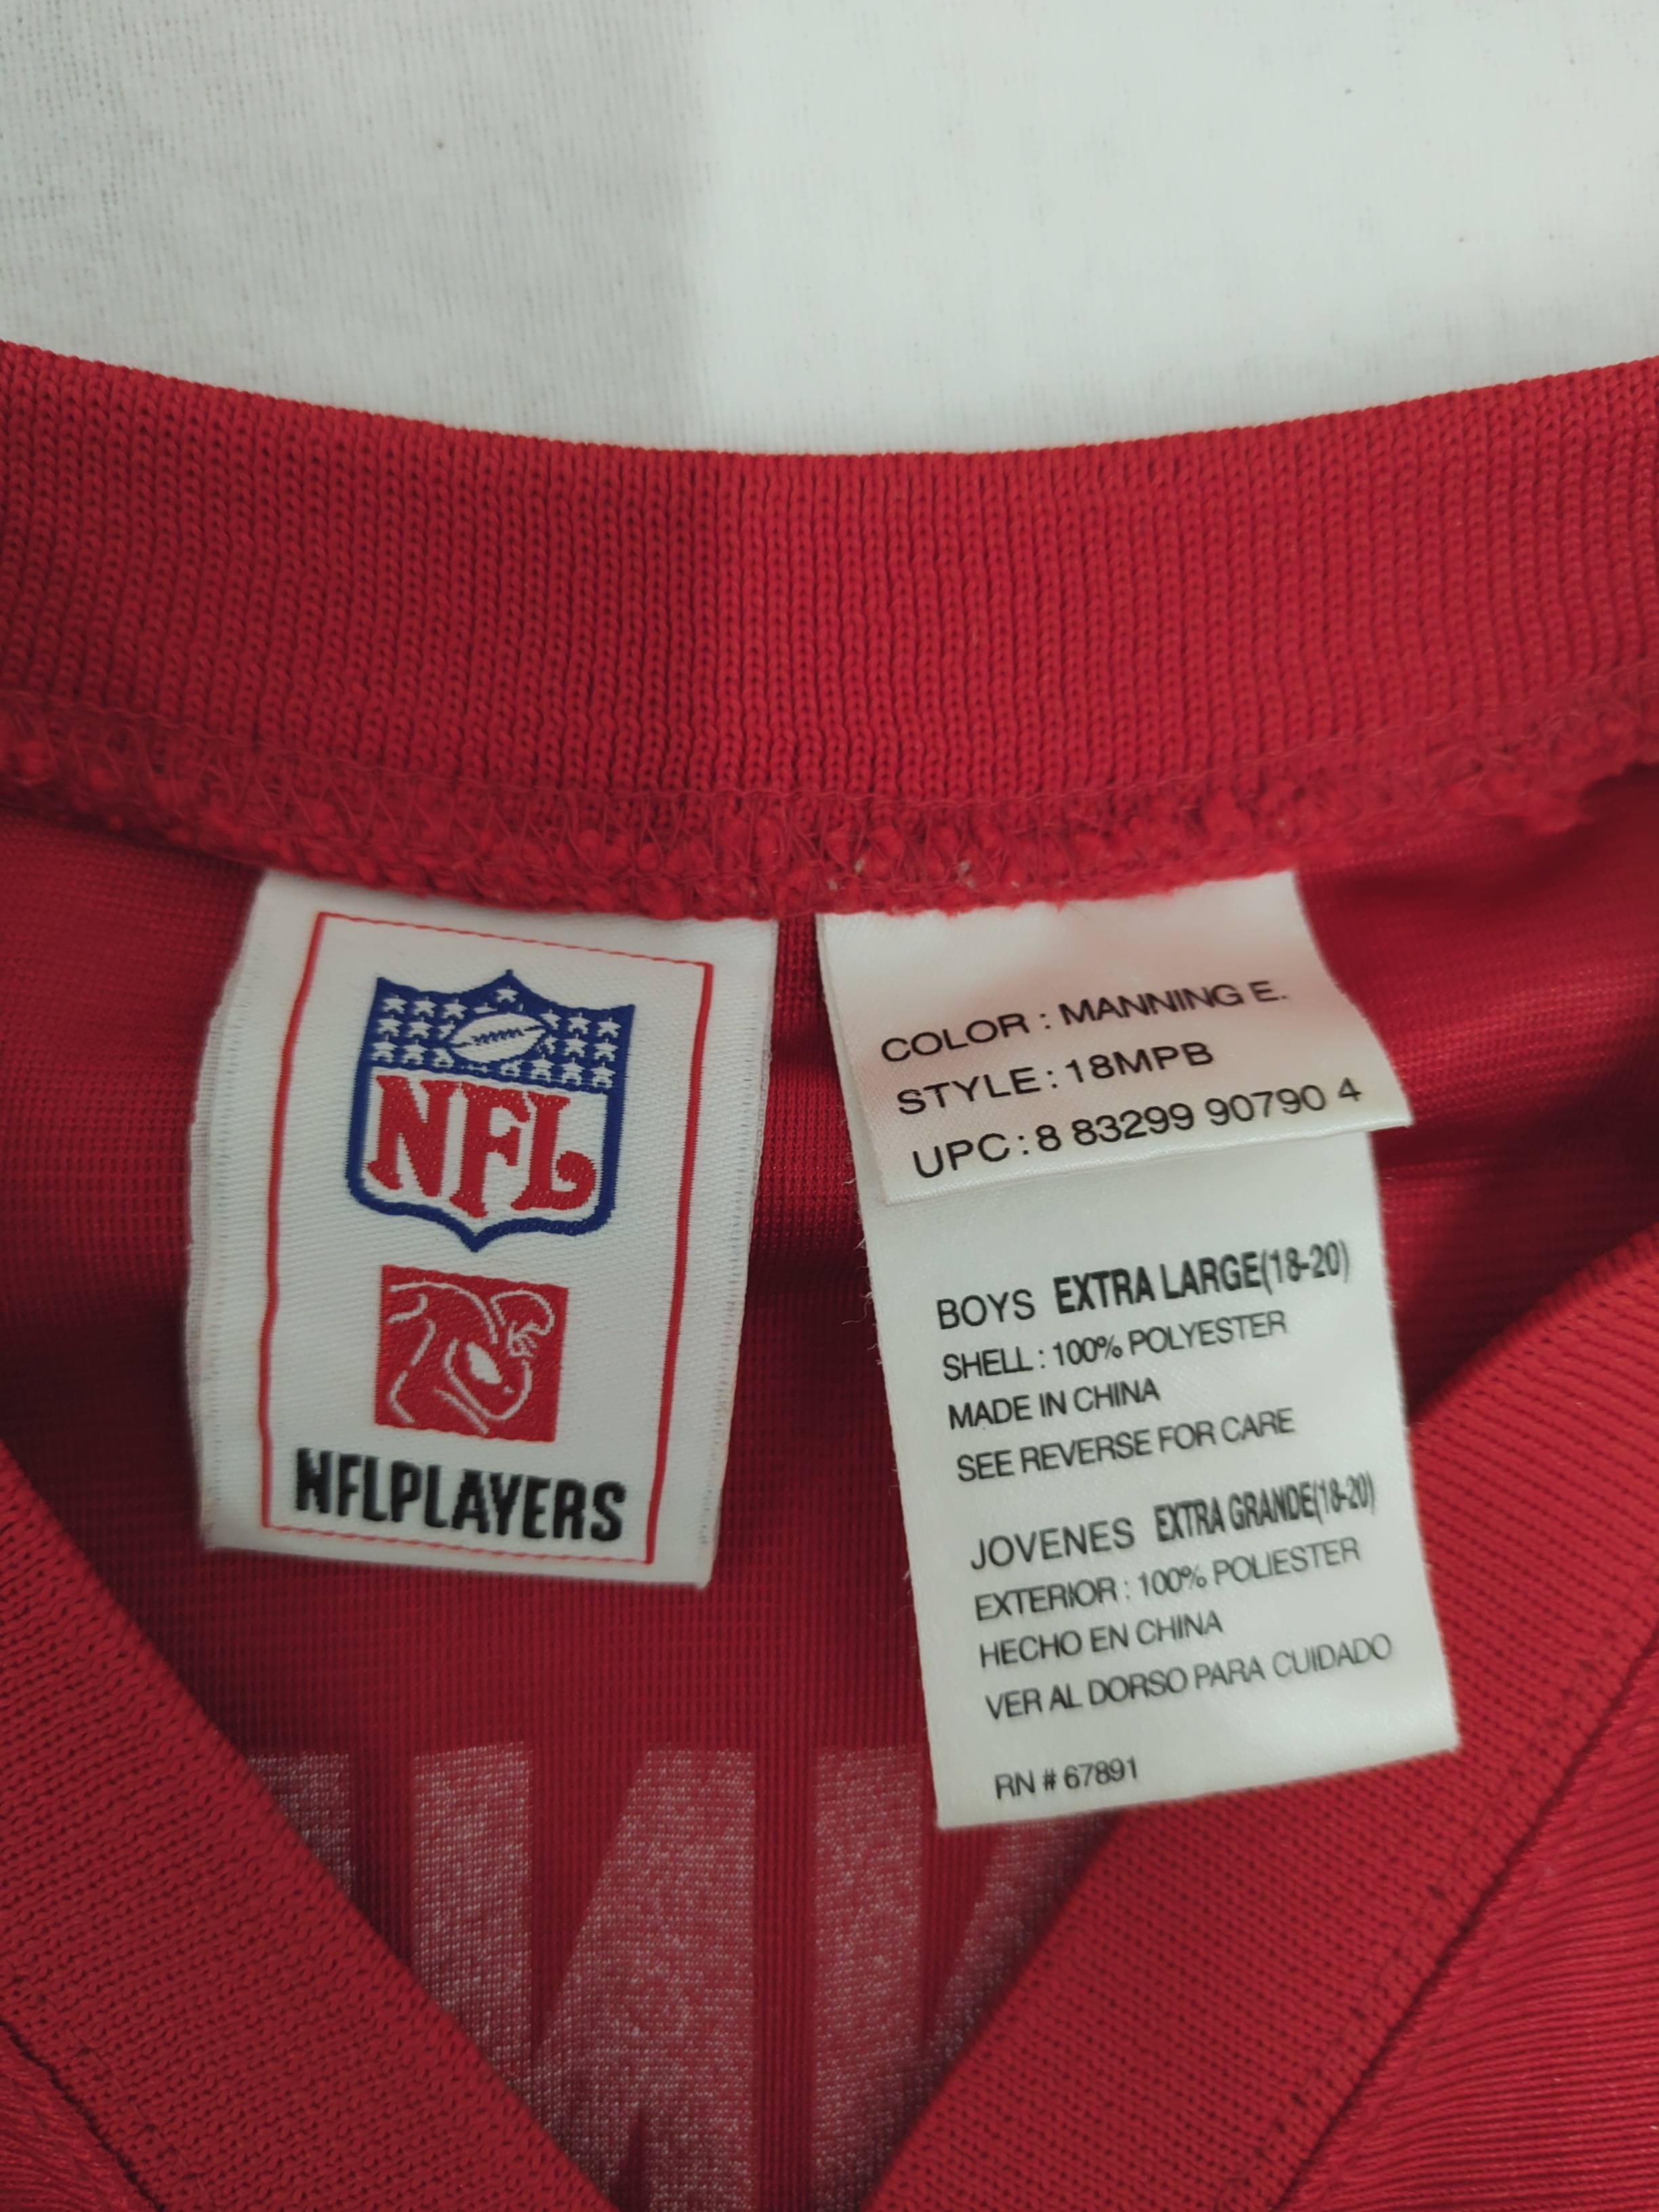 NFL
NFLPLAYERS
COLOR : MANNING E.
STYLE : 18MPB
UPC : 8 83299 90790 4
BOYS EXTRA LARGE(18-20)
SHELL : 100% POLYESTER
MADE IN CHINA
SEE REVERSE FOR CARE
JOVENES EXTRA GRANDE(18-20)
EXTERIOR : 100% POLIESTER
HECHO EN CHINA
VER AL DORSO PARA CUIDADO
RN # 67891